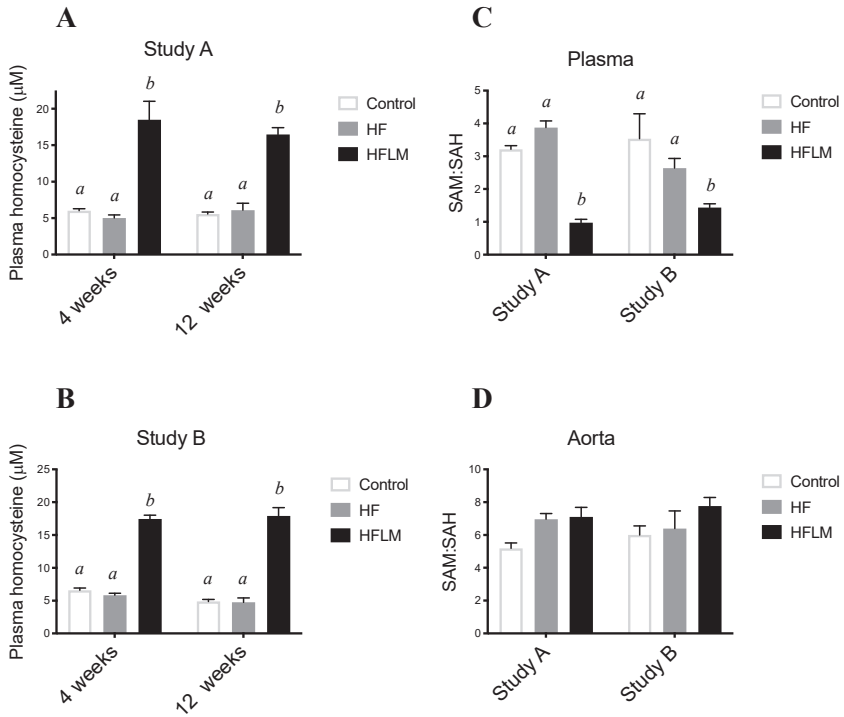 A
Study A
Plasma homocysteine (μM)
20
15
10
5
0
a
a
b
a
a
b
4 weeks
12 weeks
Control
HF
HFLM
C
Plasma
SAM:SAH
5
4
3
2
1
0
a
a
b
a
a
b
Study A
Study B
Control
HF
HFLM
B
Study B
Plasma homocysteine (μM)
25
20
15
10
5
0
a
a
b
a
a
b
4 weeks
12 weeks
Control
HF
HFLM
D
Aorta
SAM:SAH
10
8
6
4
2
0
Study A
Study B
Control
HF
HFLM